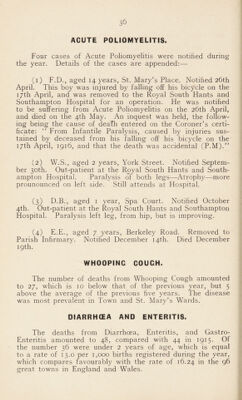 36
ACUTE POLIOMYELITIS.
Four cases of Acute Poliomyelitis were notified during
the year. Details of the cases are appended:—
(1) F.D., aged 14 years, St. Mary's Place. Notified 26th
April. This boy was injured by falling off his bicycle on the
17th April, and was removed to the Royal South Hants and
Southampton Hospital for an operation. He was notified
to be suffering from Acute Poliomyelitis on the 26th April,
and died on the 4th May. An inquest was held, the follow-
ing being the cause of death entered on the Coroner's certi-
ficate: "From Infantile Paralysis, caused by injuries sus-
tained by deceased from his falling off his bicycle on the
17th April, 1916, and that the death was accidental (P.M)."
(2) W.S., aged 2 years, York Street. Notified Septem-
ber 30th. Out-patient at the Royal South Hants and South-
ampton Hospital. Paralysis of both legs—Atrophy—more
prounounced on left side. Still attends at Hospital.
(3) D.B., aged 1 year, Spa Court. Notified October
4th. Out-patient at the Royal South Hants and Southampton
Hospital. Paralysis left leg, from hip, but is improving.
(4) E.E., aged 7 years, Berkeley Road. Removed to
Parish Infirmary. Notified December 14th. Died December
19th.
WHOOPING COUGH.
The number of deaths from Whooping Cough amounted
to 27, which is 10 below that of the previous year, but 5
above the average of the previous five years. The disease
was most prevalent in Town and St. Mary's Wards.
DIARRHŒA AND ENTERITIS.
The deaths from Diarrhœa, Enteritis, and Gastro-
Enteritis amounted to 48, compared with 44 in 1915. Of
the number 36 were under 2 years of age, which is equal
to a rate of 13.0 per 1,000 births registered during the year,
which compares favourably with the rate of 16.24 in the 96
great towns in England and Wales.